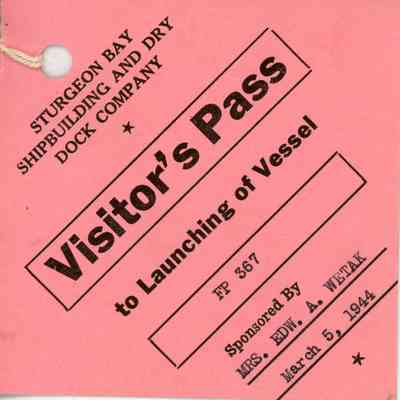 STURGEON BAY
SHIPBUILDING AND DRY
DOCK COMPANY
*
Visitor's Pass
to Launching of Vessel
FP 367
Sponsored By
MRS. EDW. A. WETAK
March 5, 1944
*